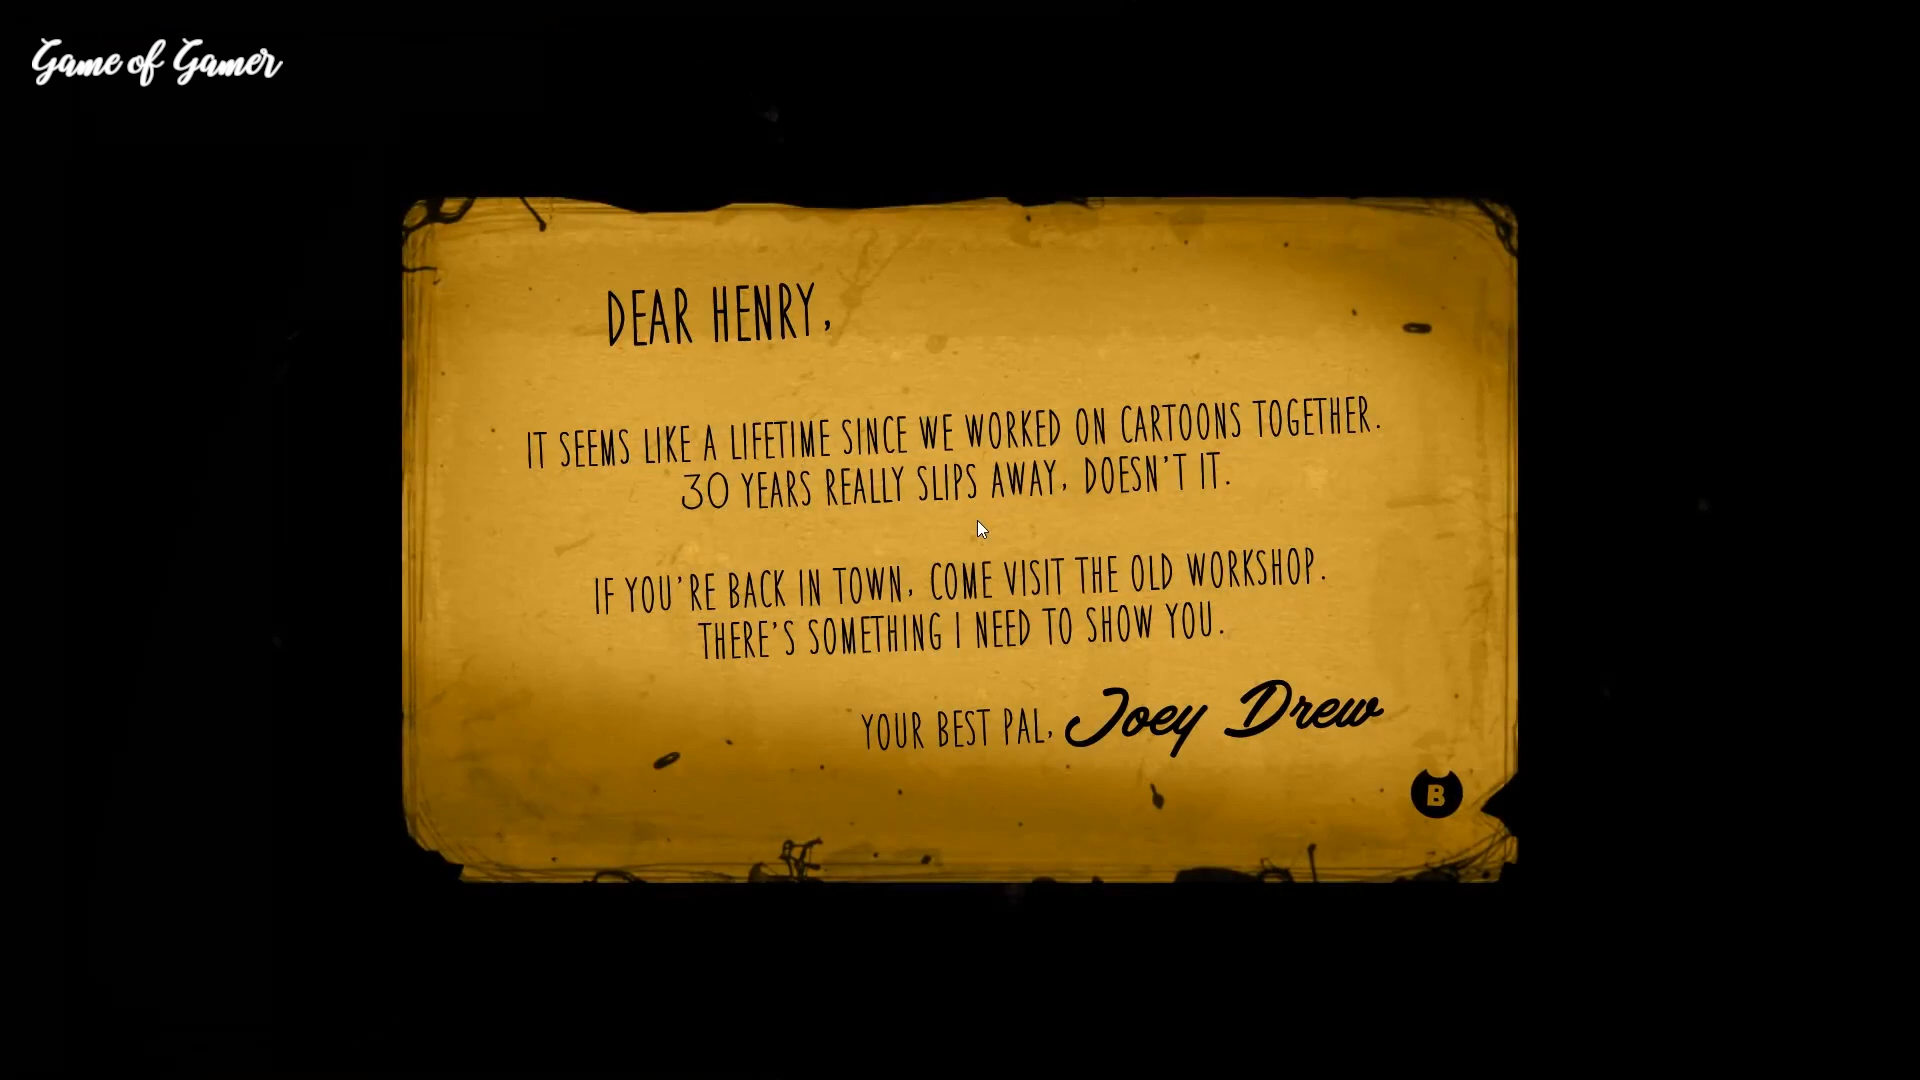 Game of Gamer
DEAR HENRY,
IT SEEMS LIKE A LIFETIME SINCE WE WORKED ON CARTOONS TOGETHER.
30 YEARS REALLY SLIPS AWAY, DOESN'T IT.
IF YOU'RE BACK IN TOWN, COME VISIT THE OLD WORKSHOP.
THERE'S SOMETHING I NEED TO SHOW YOU.
YOUR BEST PAL, Joey Drew
B